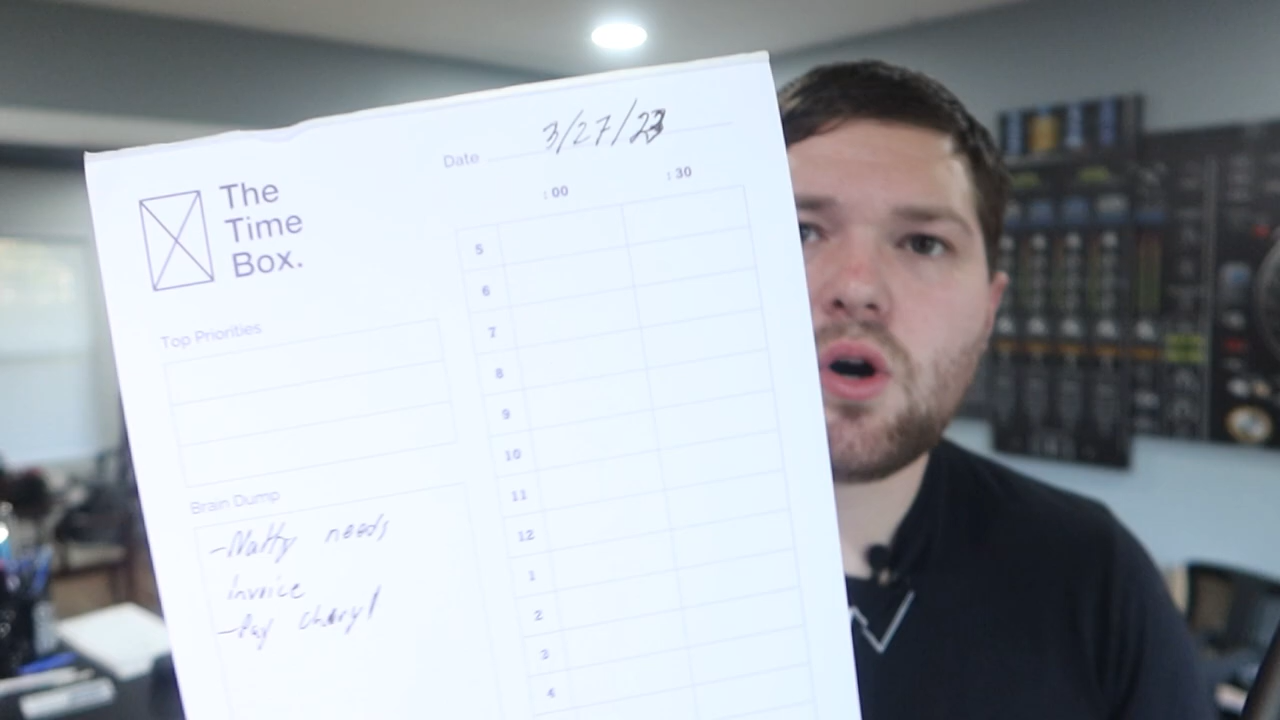 The
Time
Box.
Date 3/27/23
:00 :30
5
6
7
8
9
10
11
12
1
2
3
4
Top Priorities
Brain Dump
-Natty needs
invoice
-Pay Charyl